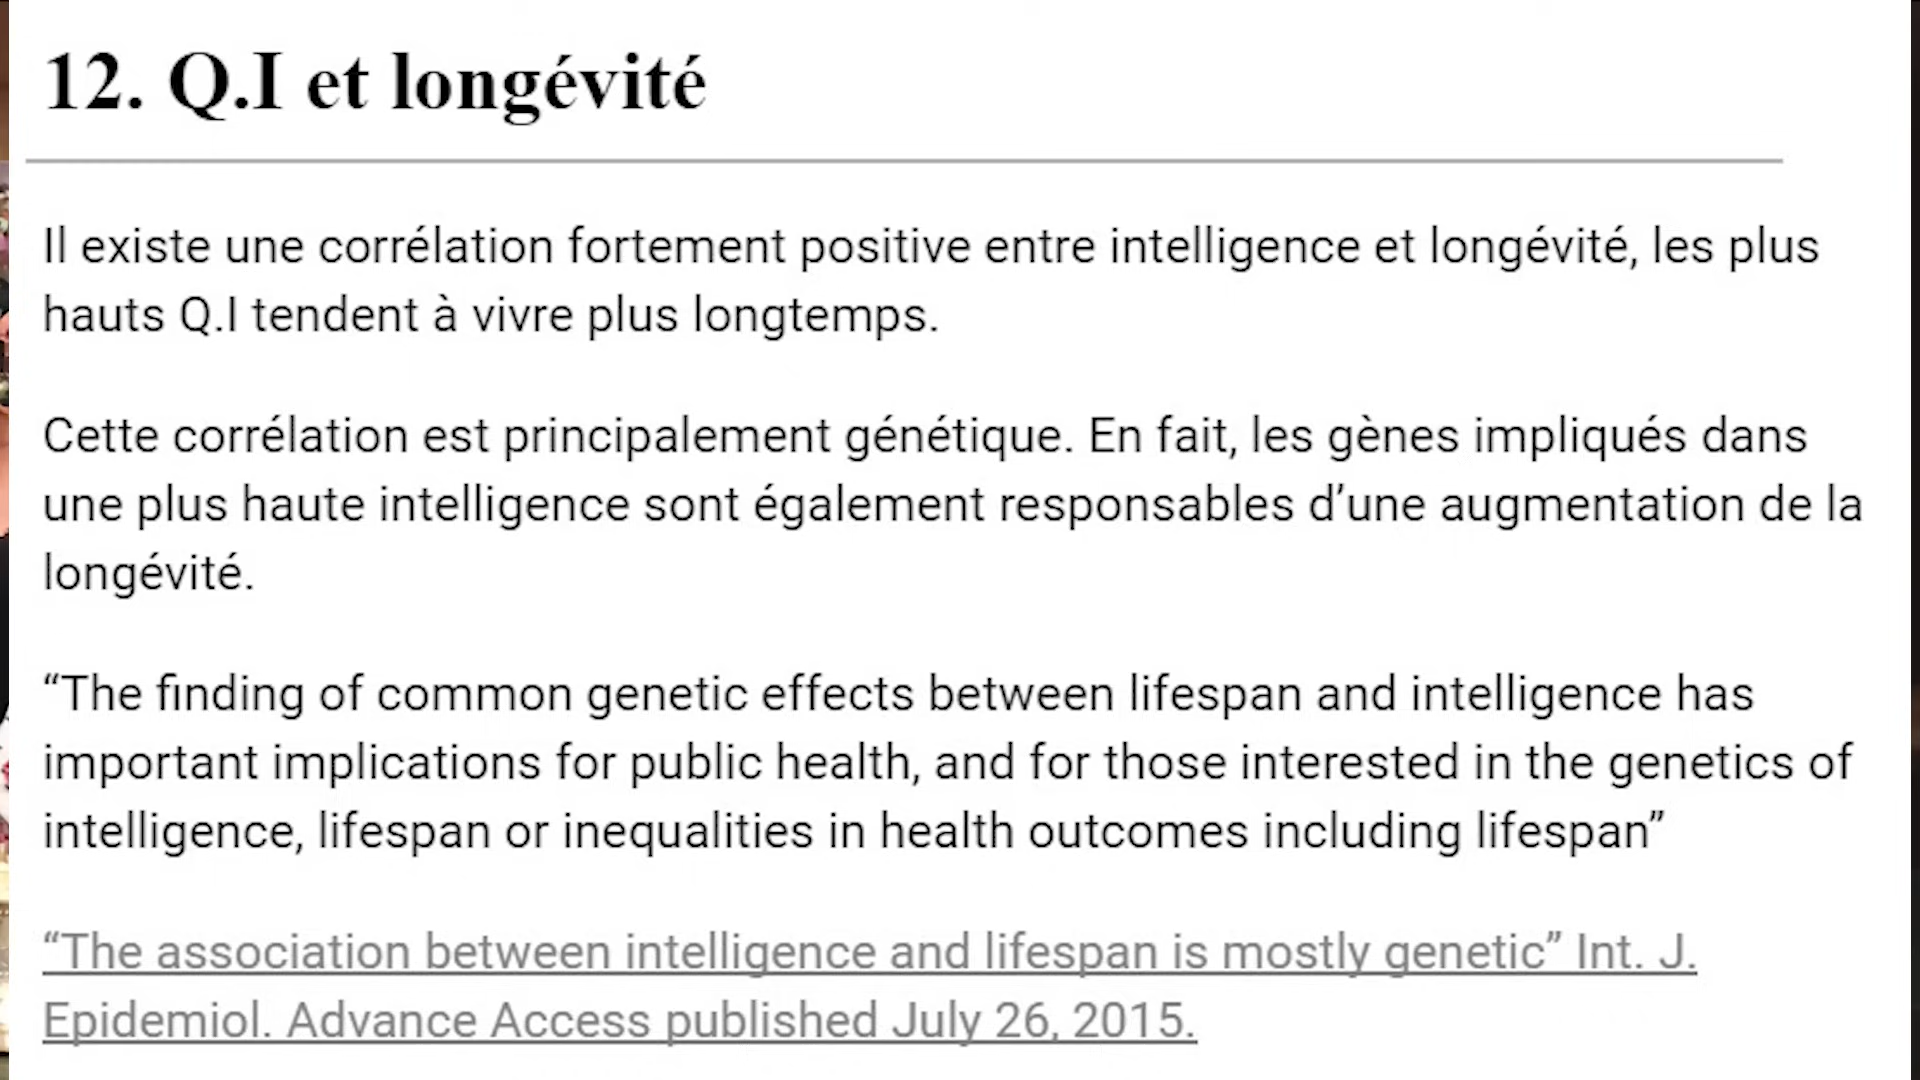 12. Q.I et longévité
Il existe une corrélation fortement positive entre intelligence et longévité, les plus
hauts Q.I tendent à vivre plus longtemps.
Cette corrélation est principalement génétique. En fait, les gènes impliqués dans
une plus haute intelligence sont également responsables d’une augmentation de la
longévité.
“The finding of common genetic effects between lifespan and intelligence has
important implications for public health, and for those interested in the genetics of
intelligence, lifespan or inequalities in health outcomes including lifespan”
“The association between intelligence and lifespan is mostly genetic” Int. J.
Epidemiol. Advance Access published July 26, 2015.